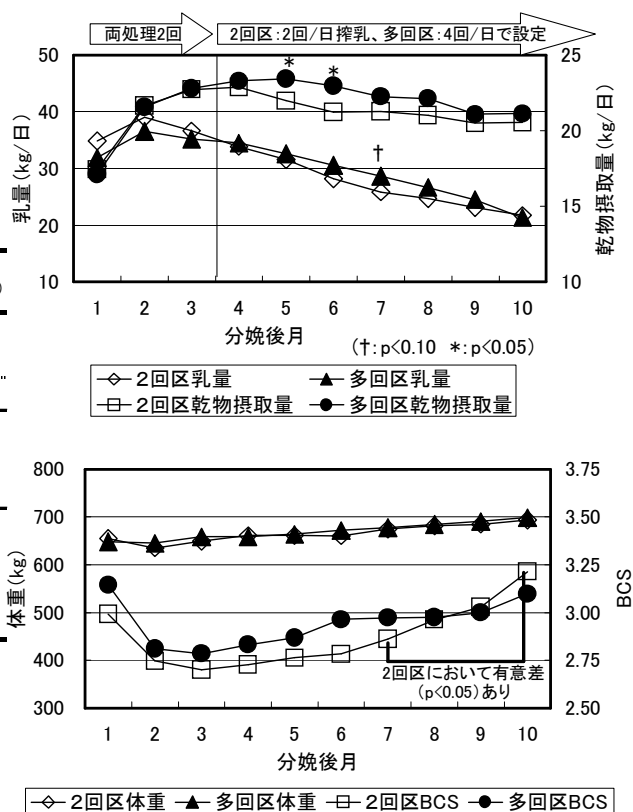 両処理2回
2回区:2回/日搾乳、多回区:4回/日で設定
50
40
30
20
10
乳量(kg/日)
25
20
15
10
乾物摂取量(kg/日)
*
*
†
1 2 3 4 5 6 7 8 9 10
分娩後月
(†:p<0.10 *:p<0.05)
2回区乳量
多回区乳量
2回区乾物摂取量
多回区乾物摂取量
800
700
600
500
400
300
体重(kg)
3.75
3.50
3.25
3.00
2.75
2.50
BCS
2回区において有意差
(p<0.05)あり
1 2 3 4 5 6 7 8 9 10
分娩後月
2回区体重
多回区体重
2回区BCS
多回区BCS